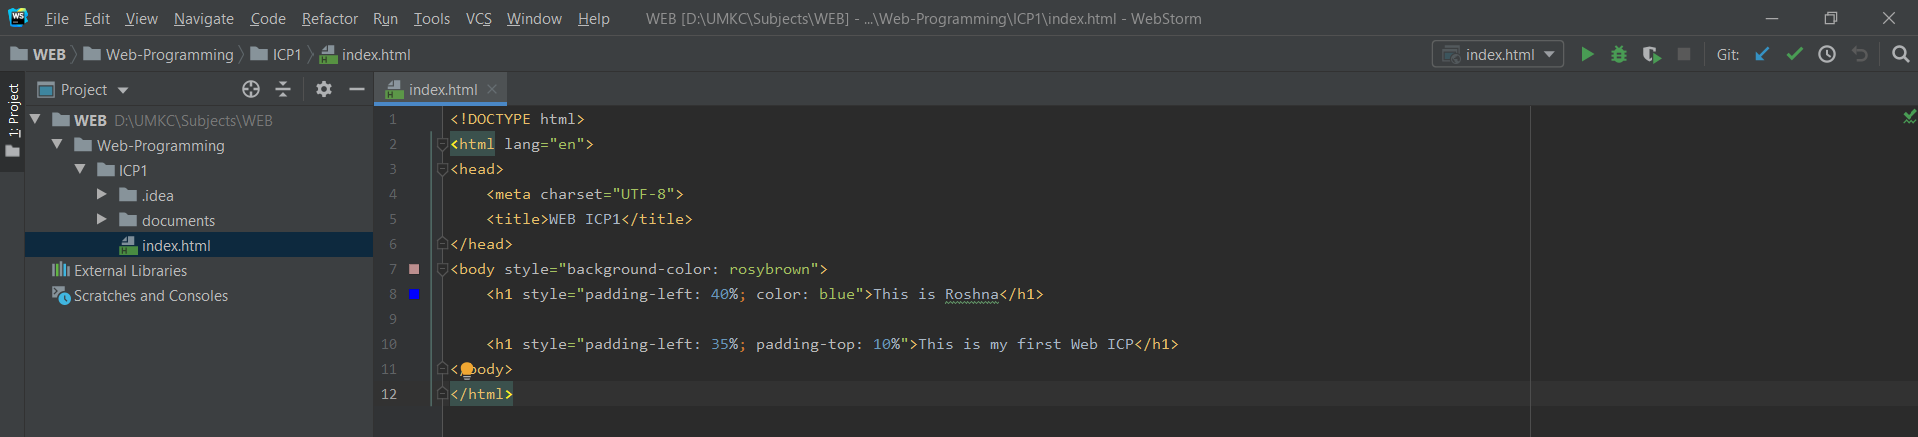 WS File Edit View Navigate Code Refactor Run Tools VCS Window Help WEB [D:\UMKC\Subjects\WEB] - ...\Web-Programming\ICP1\index.html - WebStorm
WEB Web-Programming ICP1 index.html index.html Git:
1: Project
Project
WEB D:\UMKC\Subjects\WEB
Web-Programming
ICP1
.idea
documents
index.html
External Libraries
Scratches and Consoles
index.html
1 <!DOCTYPE html>
2 <html lang="en">
3 <head>
4 <meta charset="UTF-8">
5 <title>WEB ICP1</title>
6 </head>
7 <body style="background-color: rosybrown">
8 <h1 style="padding-left: 40%; color: blue">This is Roshna</h1>
9
10 <h1 style="padding-left: 35%; padding-top: 10%">This is my first Web ICP</h1>
11 </body>
12 </html>